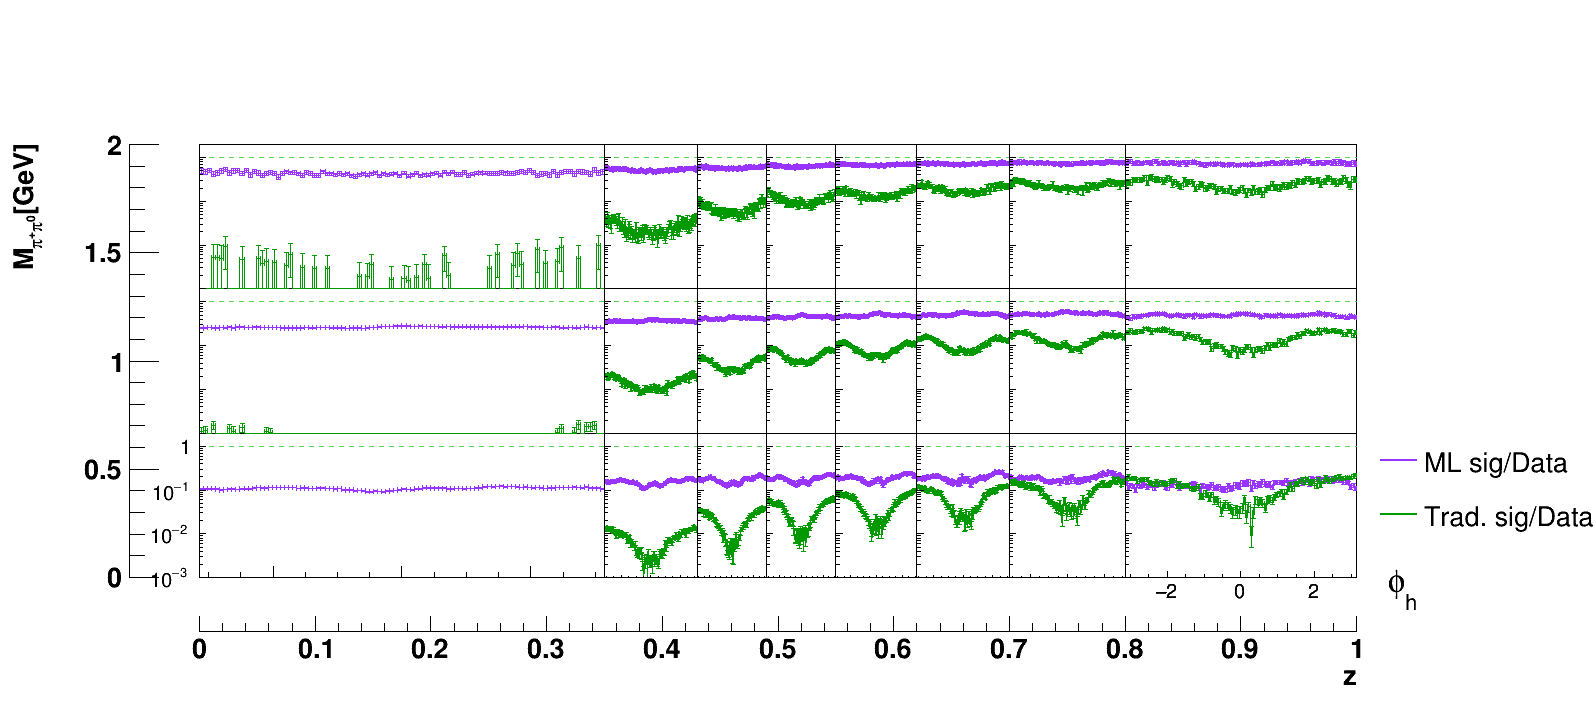 M π⁺π⁰ [GeV]
2
1.5
1
0.5
0
1
10⁻¹
10⁻²
10⁻³
ML sig/Data
Trad. sig/Data
−2 0 2
ϕh
0 0.1 0.2 0.3 0.4 0.5 0.6 0.7 0.8 0.9 1
z